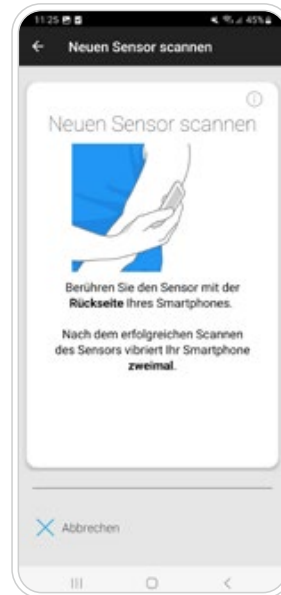 11:25
45%
Neuen Sensor scannen
Neuen Sensor scannen
Berühren Sie den Sensor mit der
Rückseite Ihres Smartphones.
Nach dem erfolgreichen Scannen
des Sensors vibriert Ihr Smartphone
zweimal.
Abbrechen